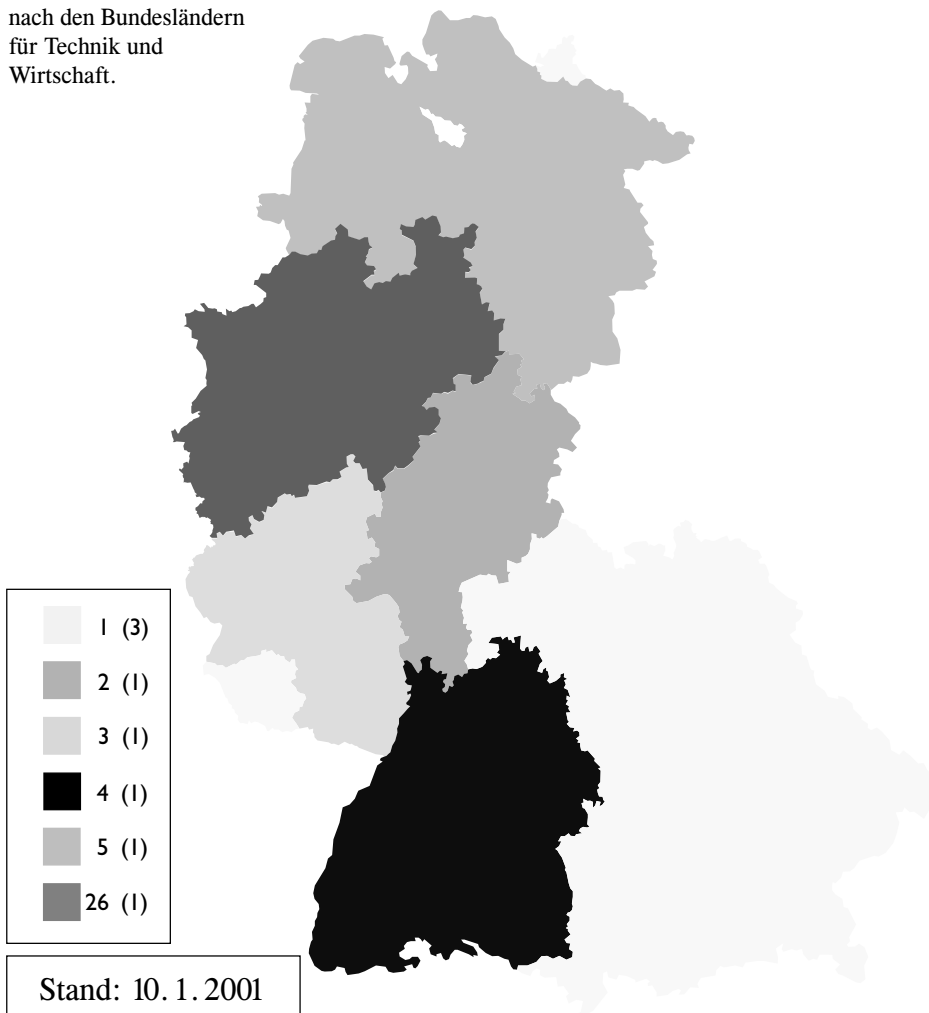 nach den Bundesländern
für Technik und
Wirtschaft.
1 (3)
2 (1)
3 (1)
4 (1)
5 (1)
26 (1)
Stand: 10.1.2001